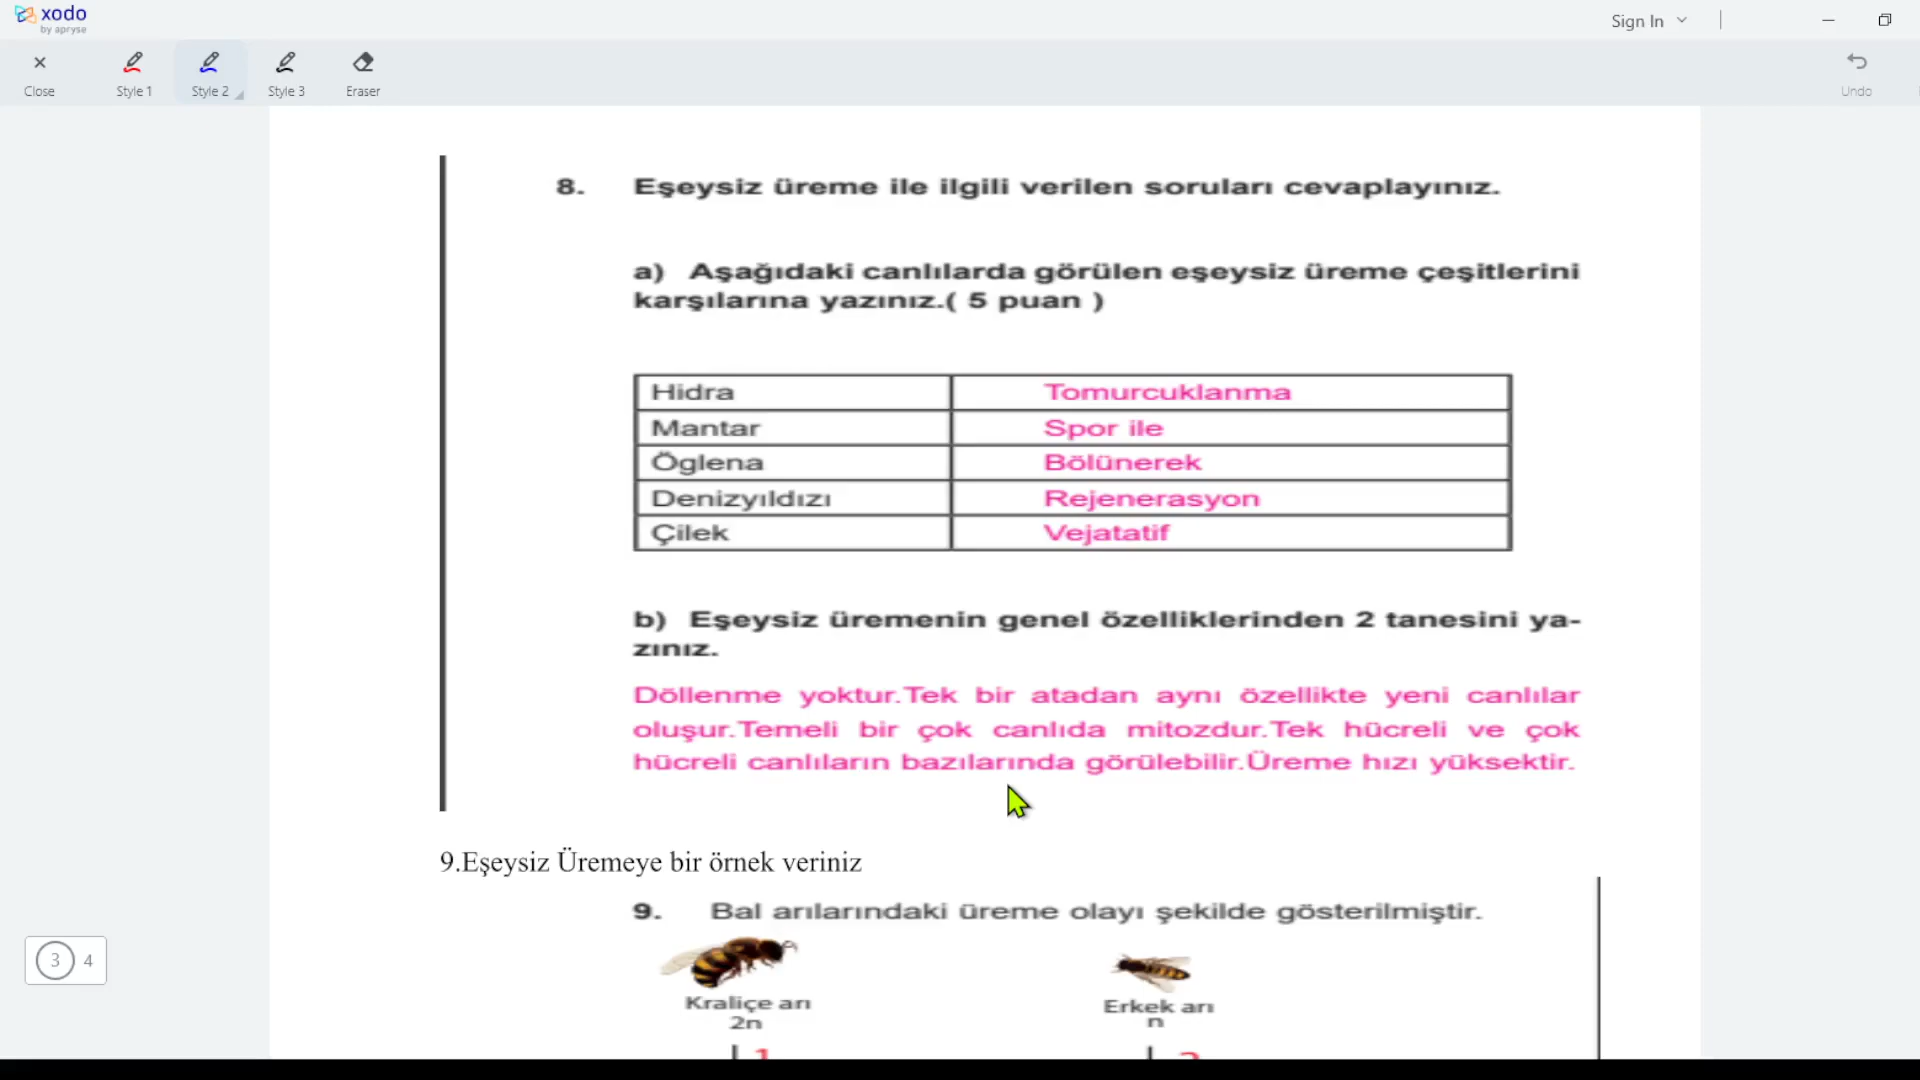 xodo
by apryse
Sign In
Close
Style 1
Style 2
Style 3
Eraser
Undo
8. Eşeysiz üreme ile ilgili verilen soruları cevaplayınız.
a) Aşağıdaki canlılarda görülen eşeysiz üreme çeşitlerini
karşılarına yazınız.( 5 puan )
Hidra Tomurcuklanma
Mantar Spor ile
Öglena Bölünerek
Denizyıldızı Rejenerasyon
Çilek Vejatatif
b) Eşeysiz üremenin genel özelliklerinden 2 tanesini ya-
zınız.
Döllenme yoktur.Tek bir atadan aynı özellikte yeni canlılar
oluşur.Temeli bir çok canlıda mitozdur.Tek hücreli ve çok
hücreli canlıların bazılarında görülebilir.Üreme hızı yüksektir.
9.Eşeysiz Üremeye bir örnek veriniz
9. Bal arılarındaki üreme olayı şekilde gösterilmiştir.
3 4
Kraliçe arı Erkek arı
2n n